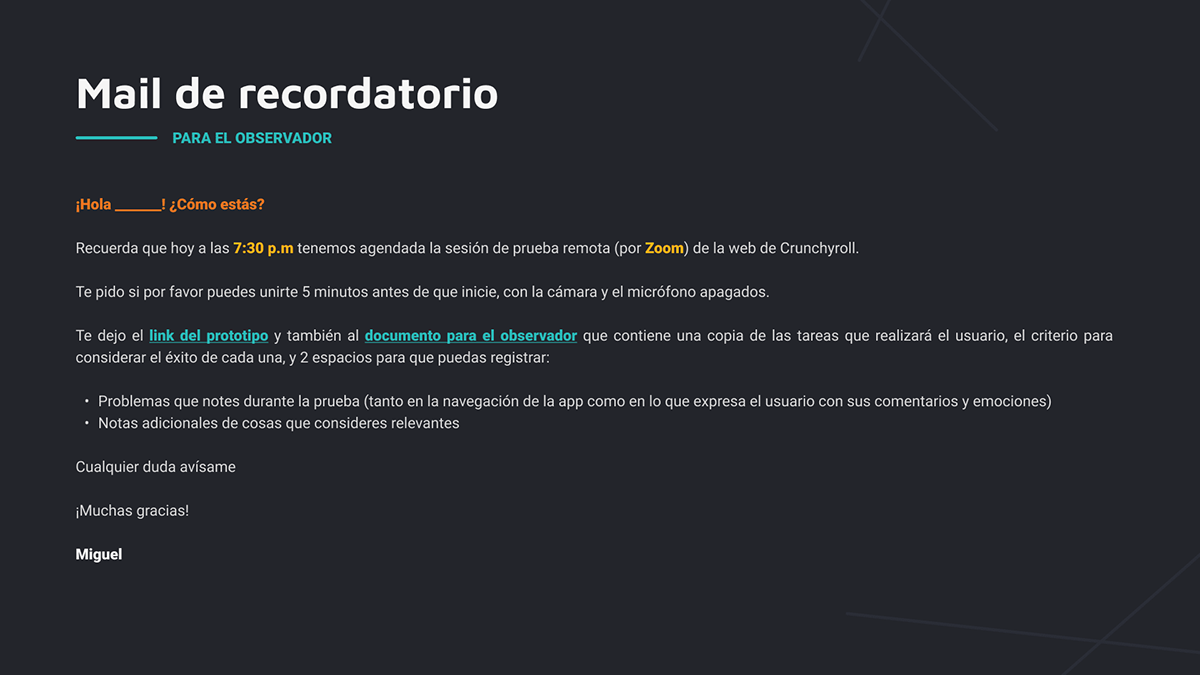 Mail de recordatorio
PARA EL OBSERVADOR
¡Hola ______! ¿Cómo estás?
Recuerda que hoy a las 7:30 p.m tenemos agendada la sesión de prueba remota (por Zoom) de la web de Crunchyroll.
Te pido si por favor puedes unirte 5 minutos antes de que inicie, con la cámara y el micrófono apagados.
Te dejo el link del prototipo y también al documento para el observador que contiene una copia de las tareas que realizará el usuario, el criterio para
considerar el éxito de cada una, y 2 espacios para que puedas registrar:
• Problemas que notes durante la prueba (tanto en la navegación de la app como en lo que expresa el usuario con sus comentarios y emociones)
• Notas adicionales de cosas que consideres relevantes
Cualquier duda avísame
¡Muchas gracias!
Miguel